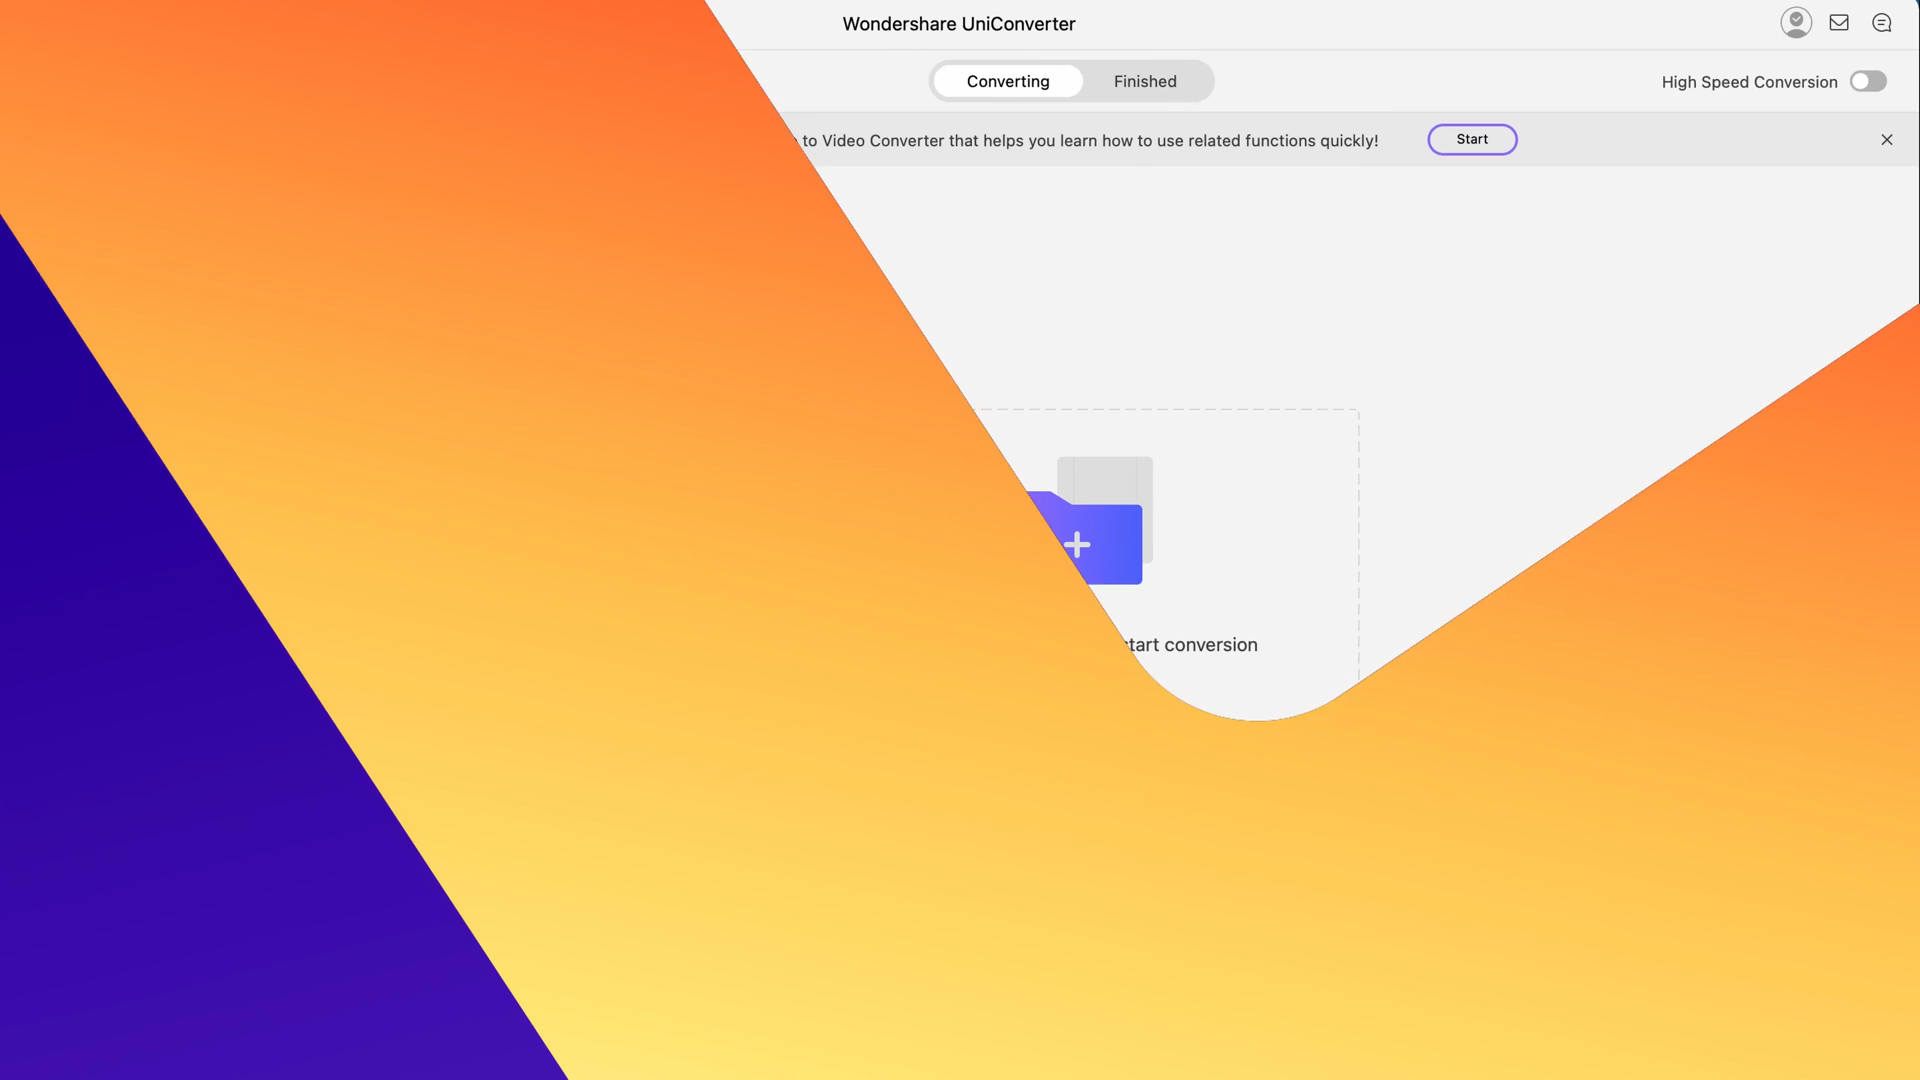 Wondershare UniConverter
Converting
Finished
High Speed Conversion
to Video Converter that helps you learn how to use related functions quickly!
Start
conversion